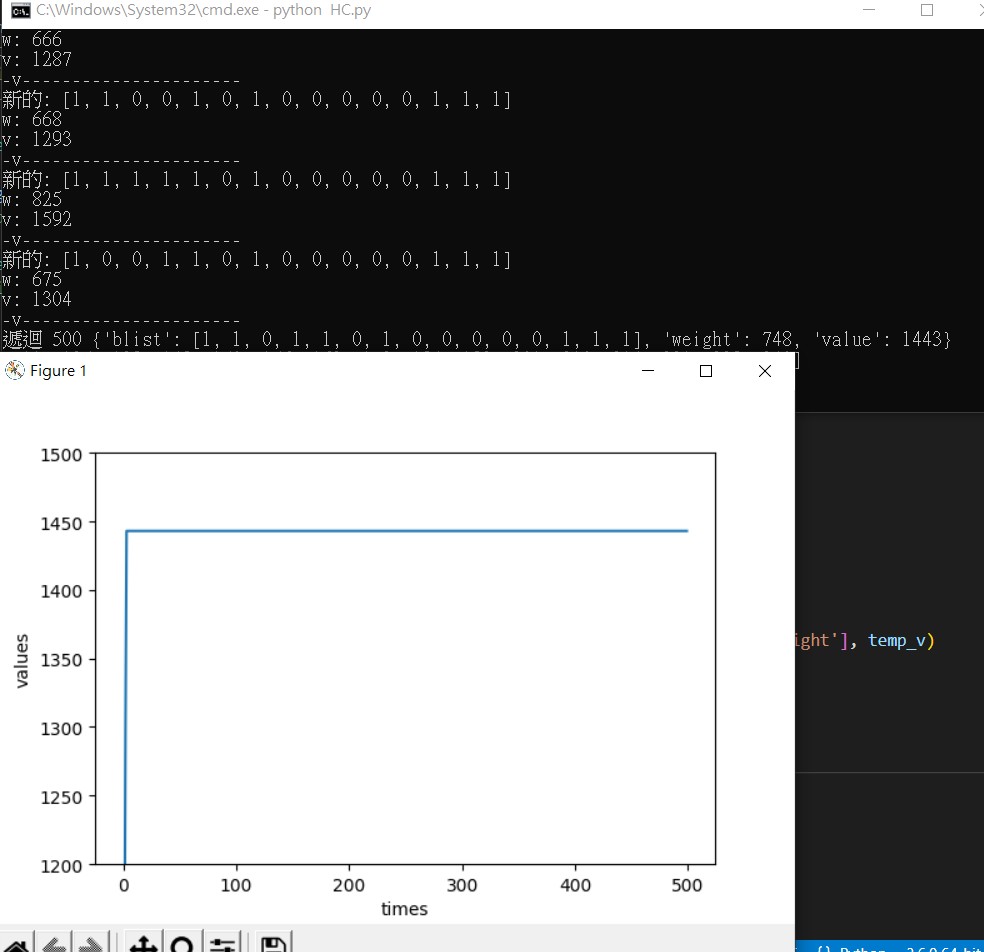 C:\Windows\System32\cmd.exe - python  HC.py
w: 666
v: 1287
-v----------------------
新的: [1, 1, 0, 0, 1, 0, 1, 0, 0, 0, 0, 0, 1, 1, 1]
w: 668
v: 1293
-v----------------------
新的: [1, 1, 1, 1, 1, 0, 1, 0, 0, 0, 0, 0, 1, 1, 1]
w: 825
v: 1592
-v----------------------
新的: [1, 0, 0, 1, 1, 0, 1, 0, 0, 0, 0, 0, 1, 1, 1]
w: 675
v: 1304
-v----------------------
遞迴 500 {'blist': [1, 1, 0, 1, 1, 0, 1, 0, 0, 0, 0, 0, 1, 1, 1], 'weight': 748, 'value': 1443}
]
Figure 1
1500
1450
1400
1350
1300
1250
1200
values
0 100 200 300 400 500
times
ight'], temp_v)